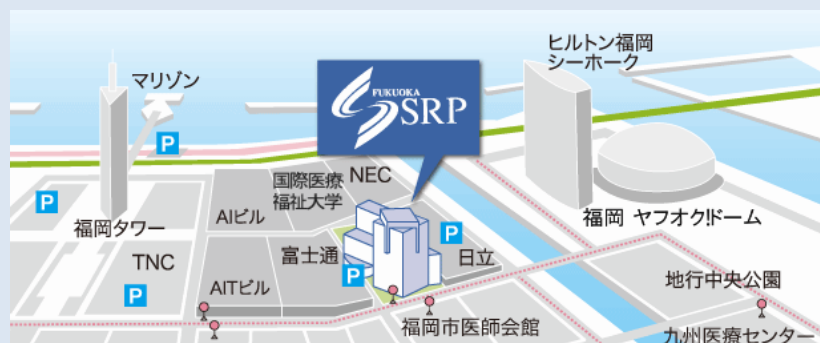 ヒルトン福岡
シーホーク
マリゾン
FUKUOKA
SRP
P
国際医療
福祉大学
NEC
P
AIビル
福岡タワー
福岡 ヤフオク!ドーム
P
TNC
富士通
日立
P
P
AITビル
地行中央公園
福岡市医師会館
九州医療センター